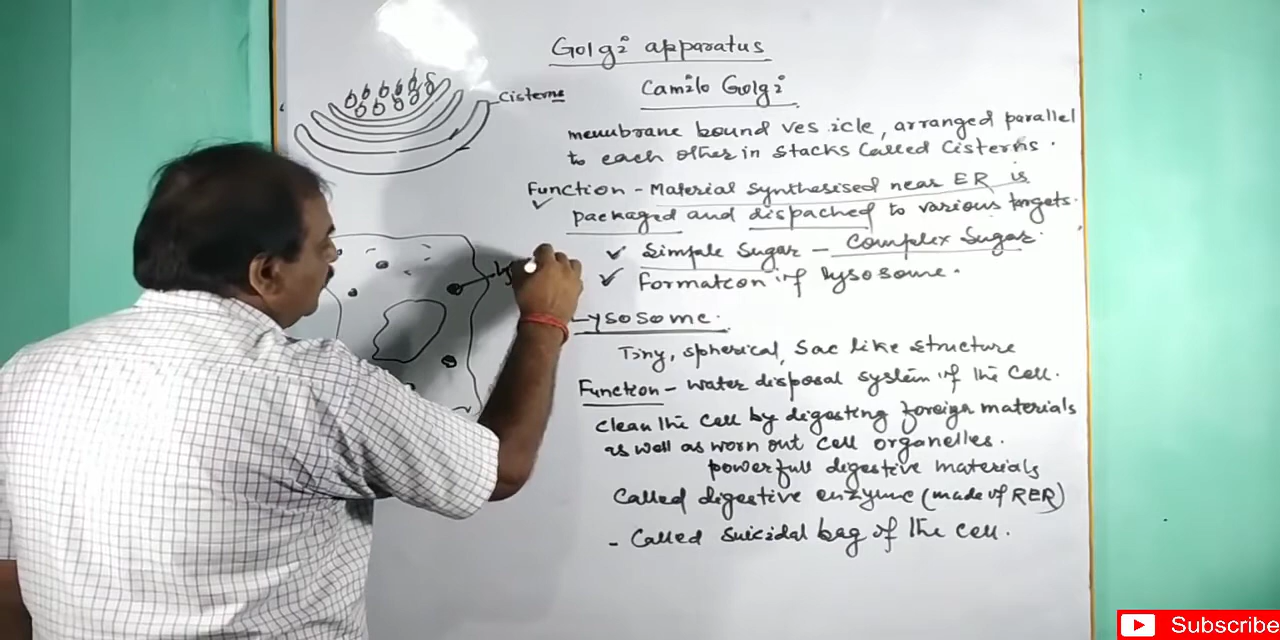 Golgi apparatus
Camilo Golgi
Cisterns
membrane bound vesicle, arranged parallel
to each other in stacks called Cisterns.
Function - Material synthesised near ER is
packaged and dispached to various targets.
✓ Simple Sugar - Complex Sugar.
✓ Formation of lysosome.
Lysosome.
Tiny, spherical, Sac like structure
Function - water disposal system of the cell.
clean the cell by digesting foreign materials
as well as worn out cell organelles.
powerfull digestive materials
Called digestive enzyme (made of RER)
- Called suicidal bag of the cell.
Subscribe